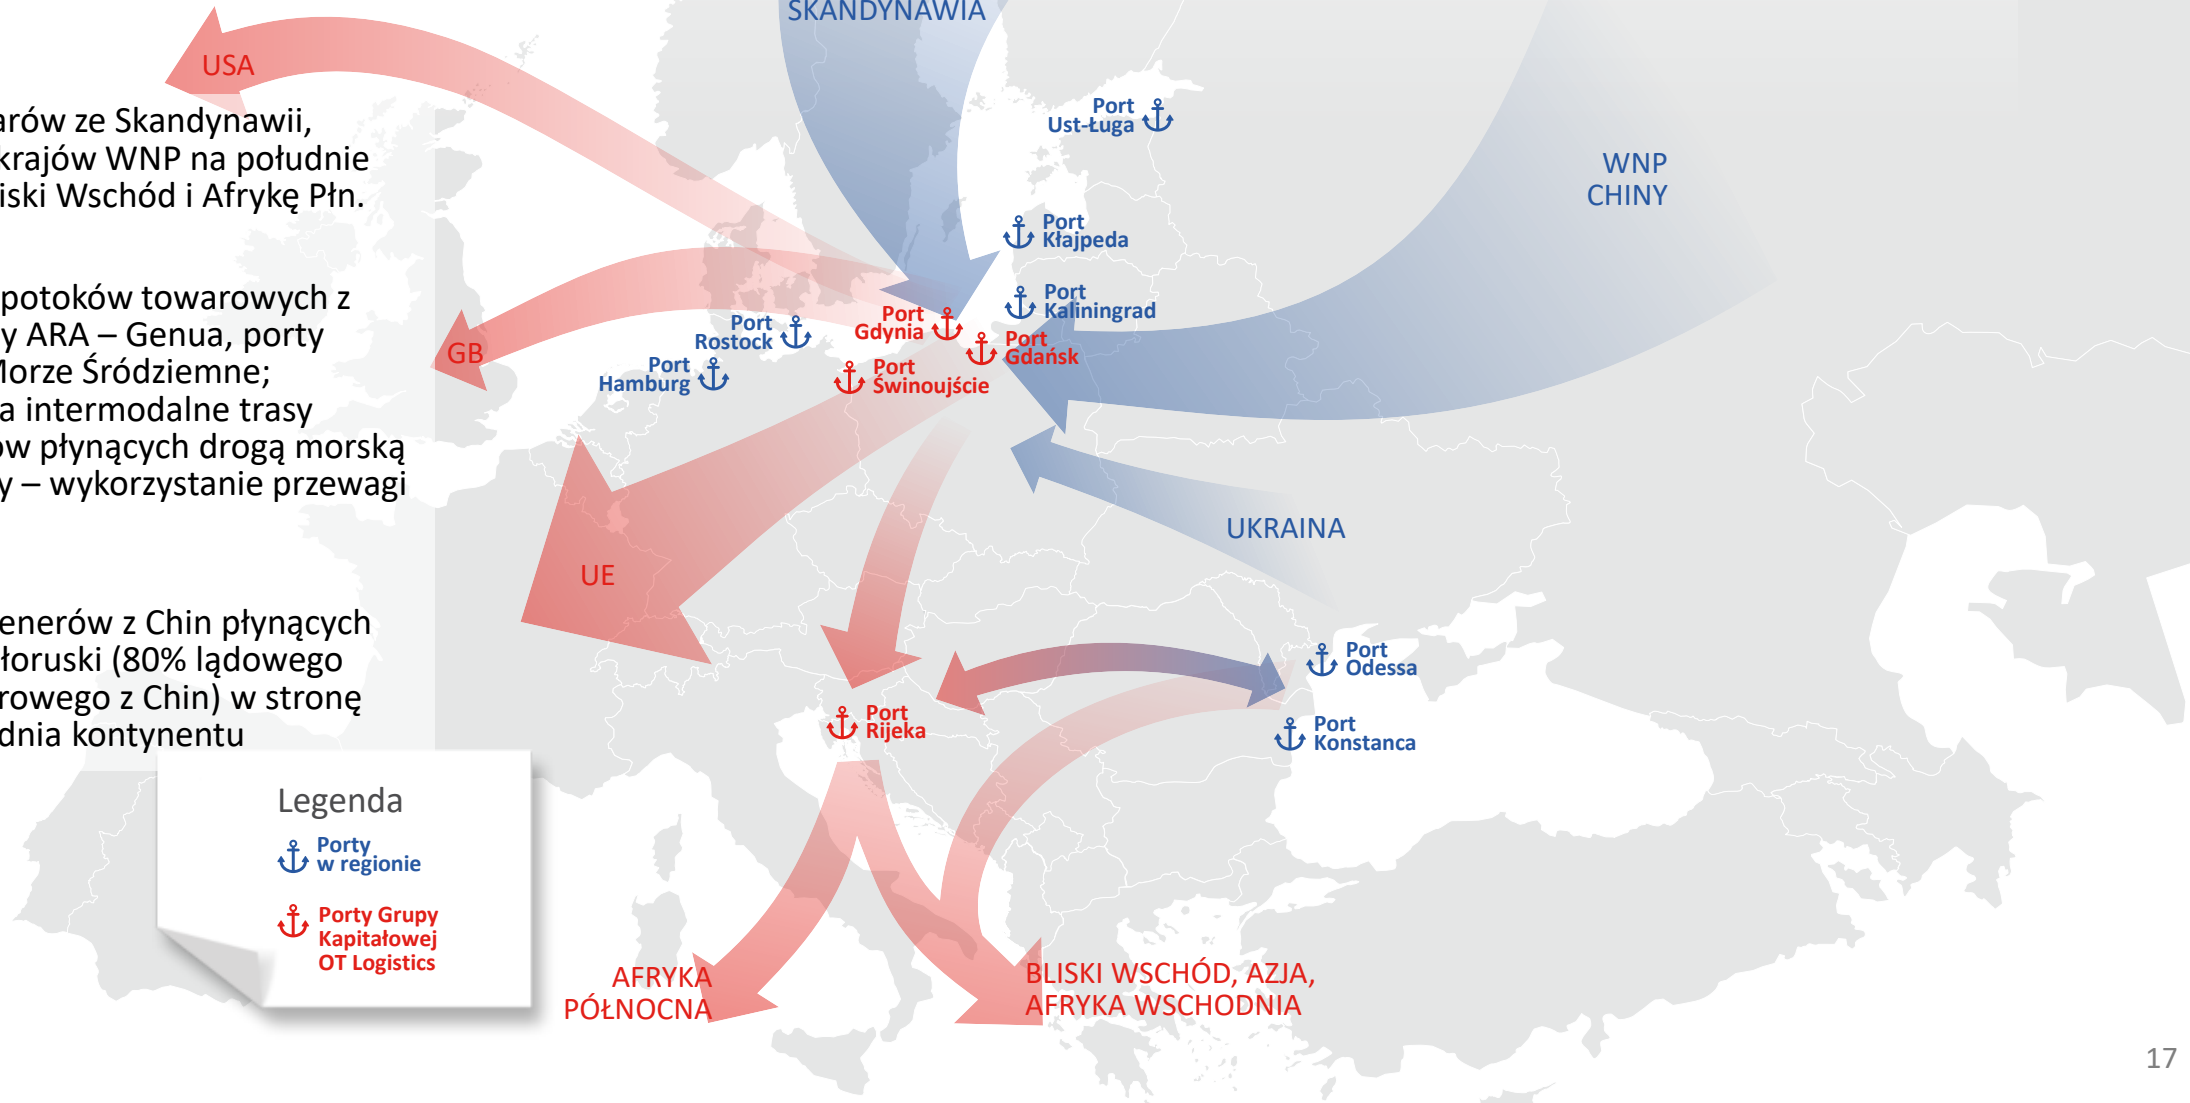 SKANDYNAWIA
USA
arów ze Skandynawii,
krajów WNP na południe
iski Wschód i Afrykę Płn.
potoków towarowych z
y ARA – Genua, porty
Morze Śródziemne;
a intermodalne trasy
ów płynących drogą morską
y – wykorzystanie przewagi
enerów z Chin płynących
łoruski (80% lądowego
rowego z Chin) w stronę
dnia kontynentu
Port
Ust-Ługa
WNP
CHINY
Port
Kłajpeda
Port
Kaliningrad
Port
Gdynia
Port
Gdańsk
Port
Rostock
Port
Hamburg
Port
Świnoujście
GB
UE
UKRAINA
Port
Odessa
Port
Konstanca
Port
Rijeka
Legenda
Porty
w regionie
Porty Grupy
Kapitałowej
OT Logistics
AFRYKA
PÓŁNOCNA
BLISKI WSCHÓD, AZJA,
AFRYKA WSCHODNIA
17